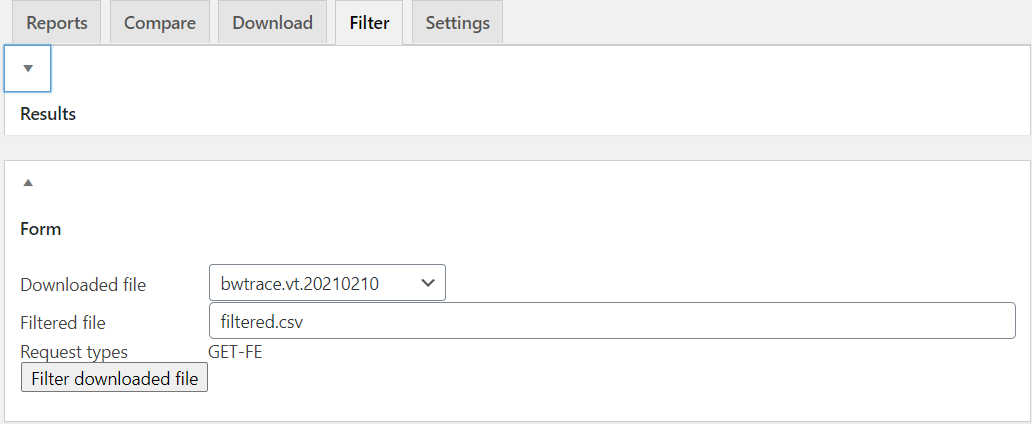 Reports Compare Download Filter Settings
Results
Form
Downloaded file bwtrace.vt.20210210
Filtered file filtered.csv
Request types GET-FE
Filter downloaded file